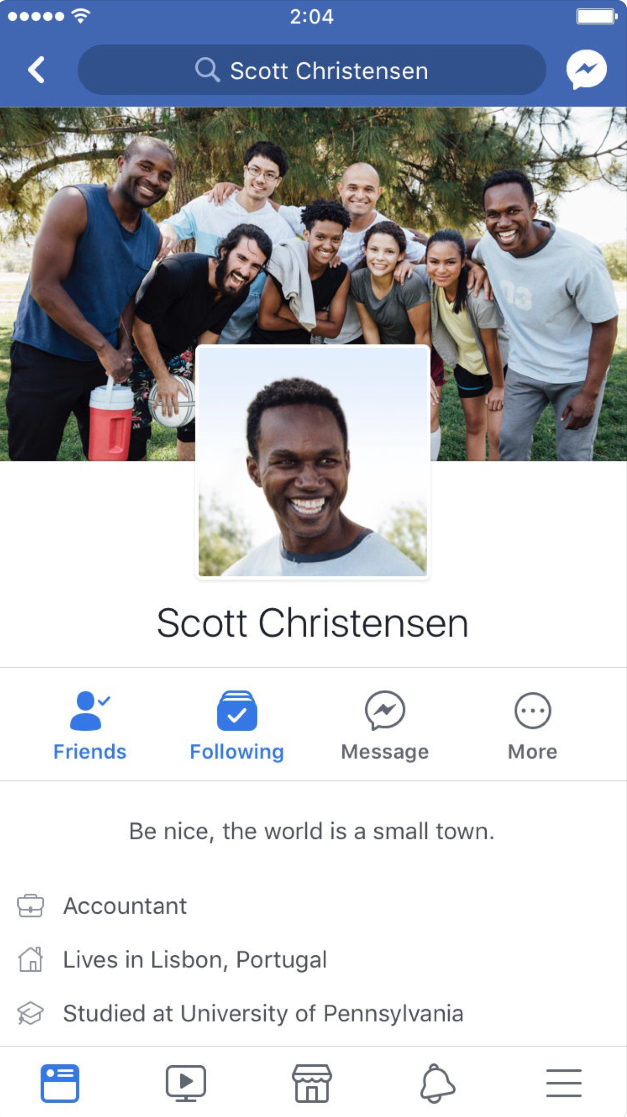 2:04
Scott Christensen
Scott Christensen
Friends Following Message More
Be nice, the world is a small town.
Accountant
Lives in Lisbon, Portugal
Studied at University of Pennsylvania